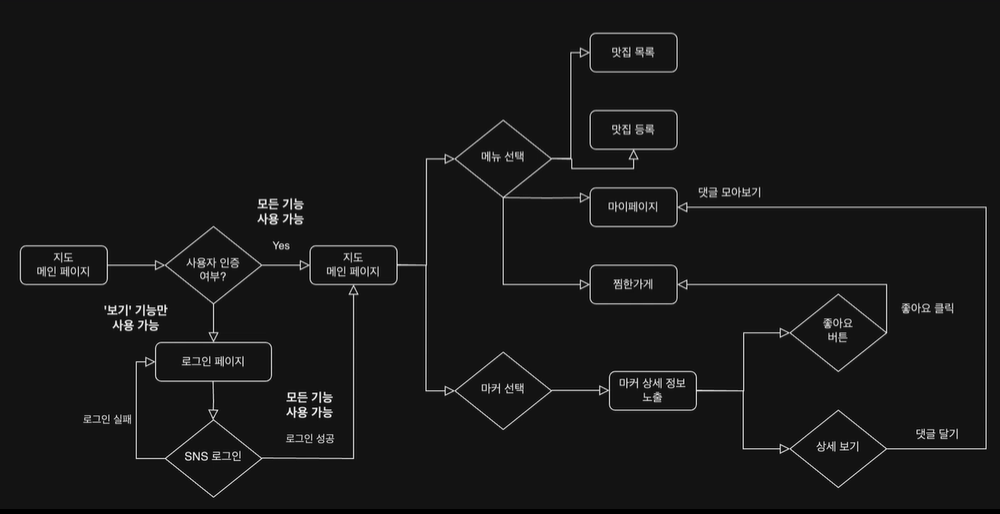 맛집 목록
맛집 등록
메뉴 선택
마이페이지
댓글 모아보기
모든 기능
사용 가능
Yes
지도
메인 페이지
사용자 인증
여부?
지도
메인 페이지
찜한가게
'보기' 기능만
사용 가능
좋아요
버튼
좋아요 클릭
로그인 페이지
마커 선택
마커 상세 정보
노출
모든 기능
사용 가능
로그인 실패
로그인 성공
SNS 로그인
상세 보기
댓글 달기